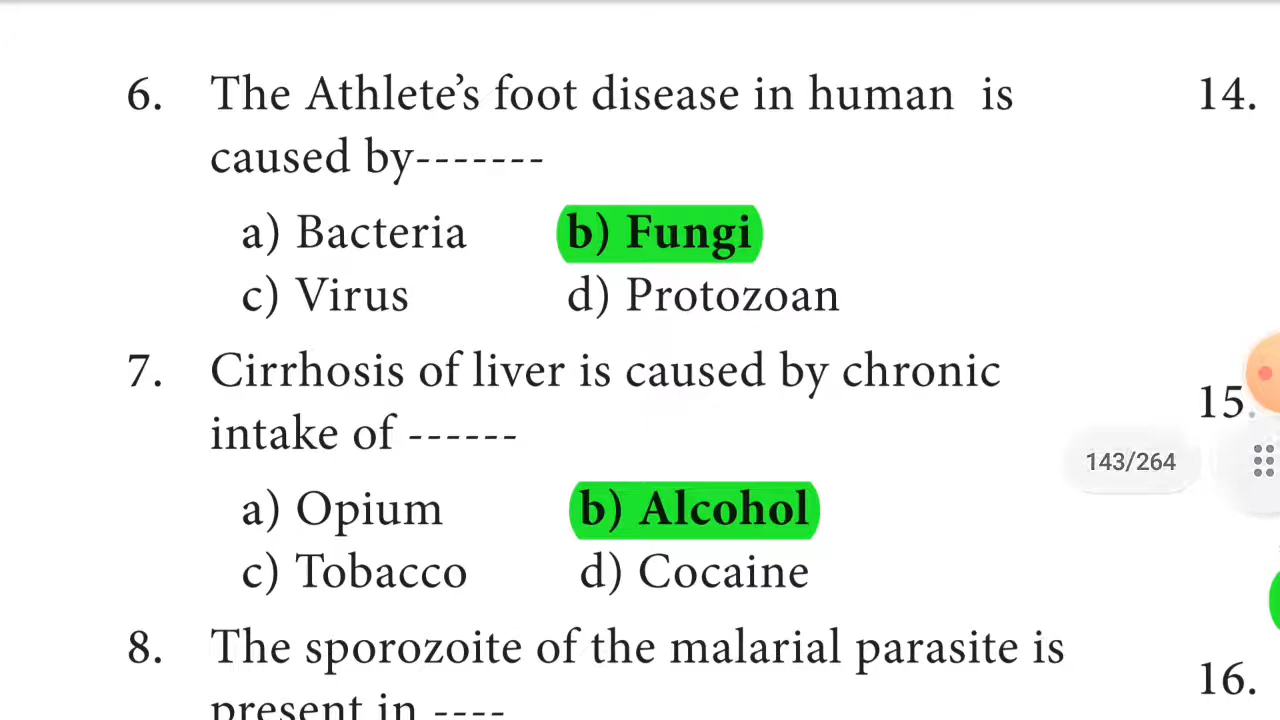 6. The Athlete's foot disease in human is
caused by-------
a) Bacteria b) Fungi
c) Virus d) Protozoan
7. Cirrhosis of liver is caused by chronic
intake of ------
a) Opium b) Alcohol
c) Tobacco d) Cocaine
8. The sporozoite of the malarial parasite is
present in ----
14.
15.
143/264
16.